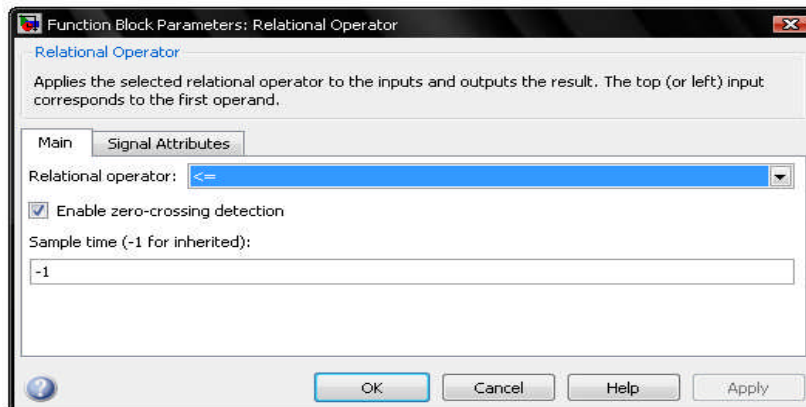 Function Block Parameters: Relational Operator
Relational Operator
Applies the selected relational operator to the inputs and outputs the result. The top (or left) input
corresponds to the first operand.
Main
Signal Attributes
Relational operator: <=
Enable zero-crossing detection
Sample time (-1 for inherited):
-1
? OK Cancel Help Apply